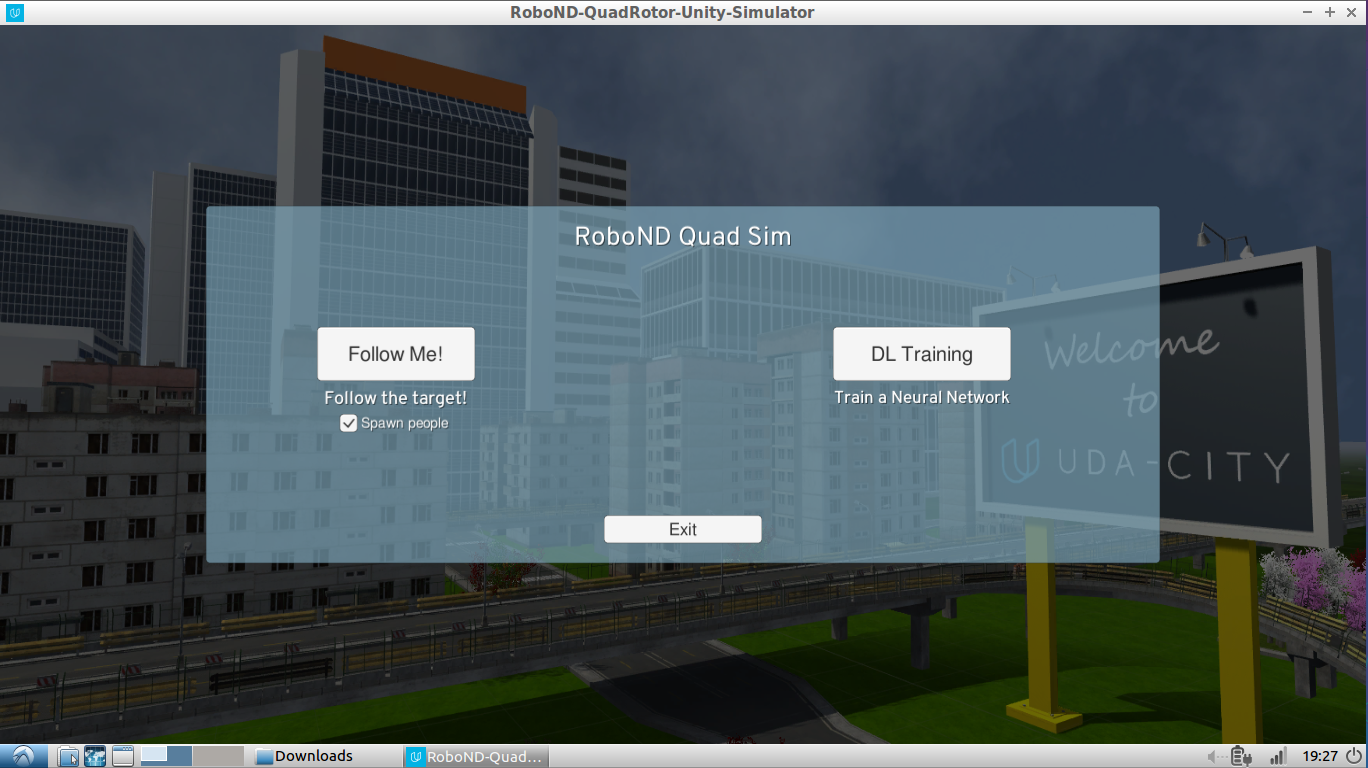 RoboND-QuadRotor-Unity-Simulator
RoboND Quad Sim
Follow Me!
DL Training
Follow the target!
Train a Neural Network
Spawn people
Exit
Welcome
to
UDA-CITY
Downloads
RoboND-Quad...
19:27